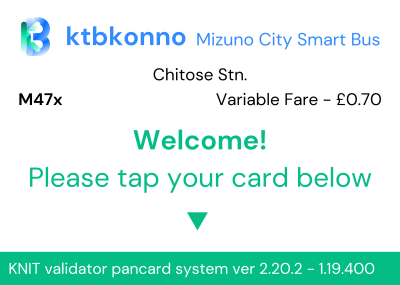 ktbkonno Mizuno City Smart Bus
Chitose Stn.
M47x Variable Fare - £0.70
Welcome!
Please tap your card below
KNIT validator pancard system ver 2.20.2 - 1.19.400